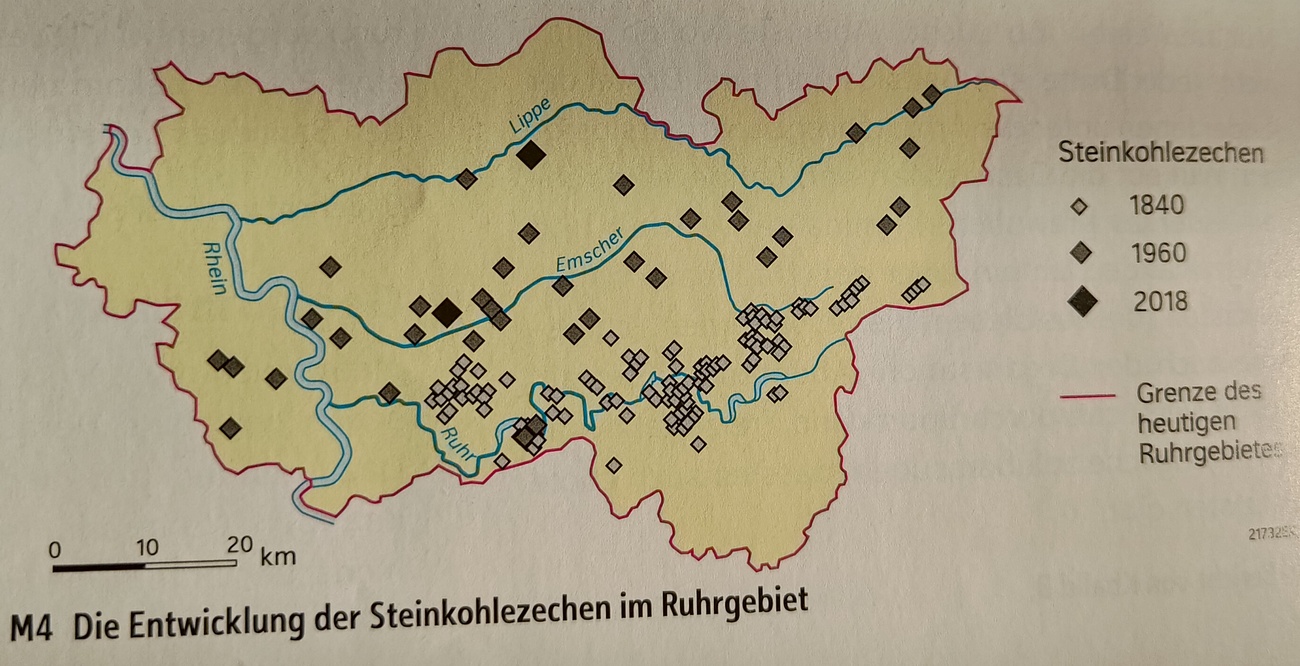 Lippe
Rhein
Emscher
Ruhr
Steinkohlezechen
1840
1960
2018
Grenze des
heutigen
Ruhrgebietes
0 10 20 km
M4 Die Entwicklung der Steinkohlezechen im Ruhrgebiet